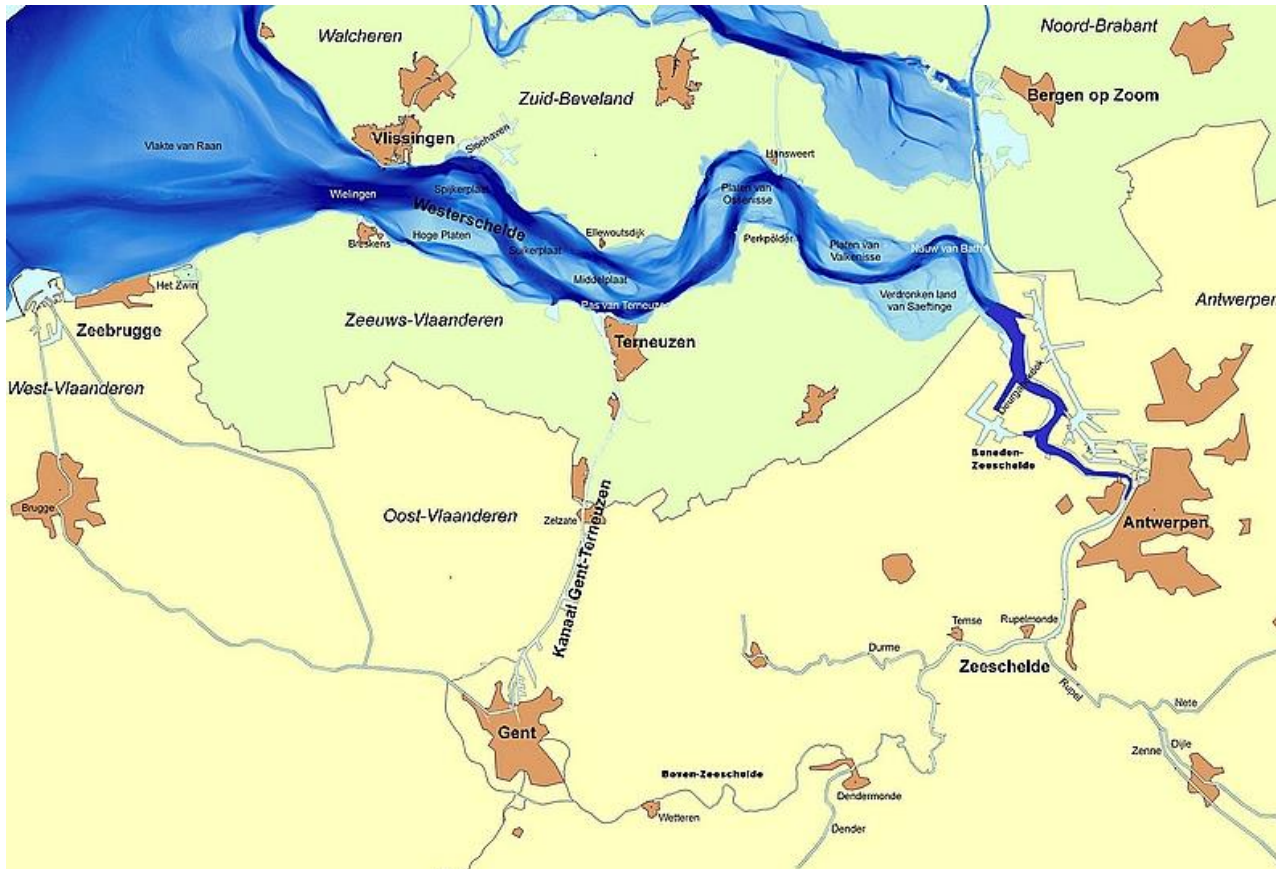 Walcheren
Noord-Brabant
Zuid-Beveland
Bergen op Zoom
Vlissingen
Sloehaven
Vlakte van Raan
Hansweert
Wielingen
Spijkerplaat
Platen van
Ossenisse
Westerschelde
Hoge Platen
Breskens
Ellewoutsdijk
Perkpolder
Suikerplaat
Platen van
Valkenisse
Nauw van Bath
Middelplaat
Het Zwin
Verdronken land
van Saeftinge
Pas van Terneuzen
Antwerpen
Zeebrugge
Zeeuws-Vlaanderen
Terneuzen
West-Vlaanderen
Deurganckdok
Beneden-
Zeeschelde
Brugge
Oost-Vlaanderen
Zelzate
Kanaal Gent-Terneuzen
Antwerpen
Temse
Rupelmonde
Durme
Zeeschelde
Rupel
Nete
Gent
Zenne
Dijle
Boven-Zeeschelde
Dendermonde
Wetteren
Dender